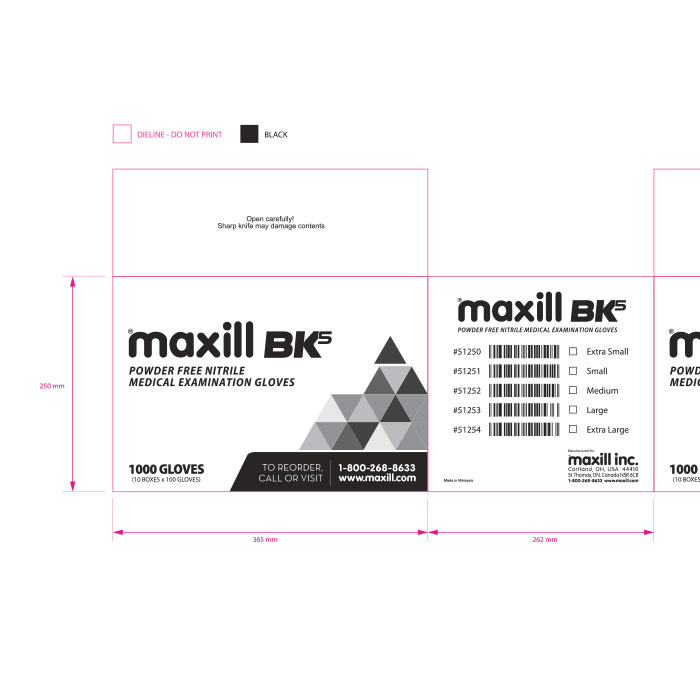 DIELINE - DO NOT PRINT
BLACK
Open carefully!
Sharp knife may damage contents
250 mm
®maxill BK5
POWDER FREE NITRILE
MEDICAL EXAMINATION GLOVES
1000 GLOVES
(10 BOXES x 100 GLOVES)
TO REORDER,
CALL OR VISIT
1-800-268-8633
www.maxill.com
365 mm
®maxill BK5
POWDER FREE NITRILE MEDICAL EXAMINATION GLOVES
#51250 Extra Small
#51251 Small
#51252 Medium
#51253 Large
#51254 Extra Large
Made in Malaysia
Manufactured for:
®maxill inc.
Cortland, OH, USA 44410
St.Thomas, ON, Canada N5R 6C8
1-800-268-8633 www.maxill.com
262 mm
m
POWD
MEDIC
1000
(10 BOXES